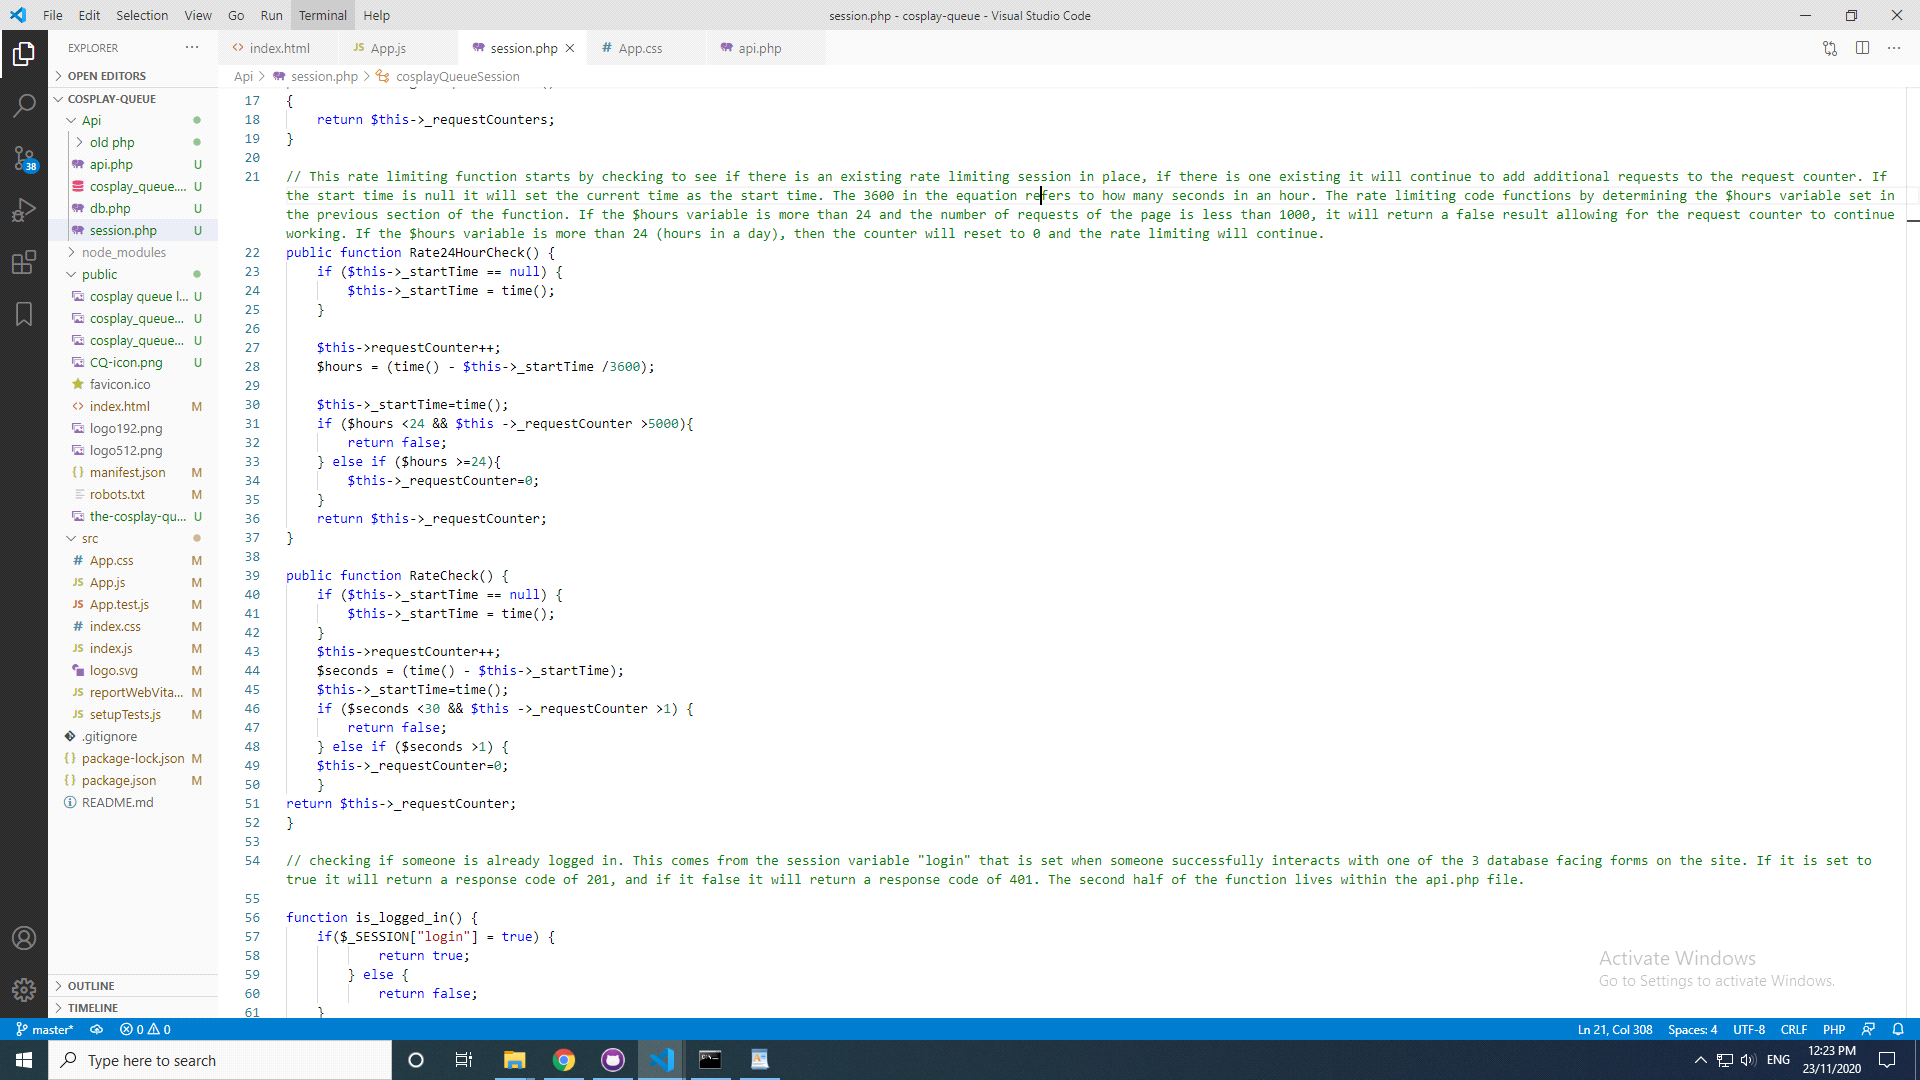 File Edit Selection View Go Run Terminal Help
session.php - cosplay-queue - Visual Studio Code
EXPLORER
OPEN EDITORS
COSPLAY-QUEUE
Api
old php
api.php U
cosplay_queue.... U
db.php U
session.php U
node_modules
public
cosplay queue l... U
cosplay_queue... U
cosplay_queue... U
CQ-icon.png U
favicon.ico
index.html M
logo192.png
logo512.png
manifest.json M
robots.txt M
the-cosplay-qu... U
src
App.css M
App.js M
App.test.js M
index.css M
index.js M
logo.svg M
reportWebVita... M
setupTests.js M
.gitignore
package-lock.json M
package.json M
README.md
OUTLINE
TIMELINE
38
index.html
JS App.js
session.php
# App.css
api.php
Api > session.php > cosplayQueueSession
17 {
18 return $this->_requestCounters;
19 }
20
21 // This rate limiting function starts by checking to see if there is an existing rate limiting session in place, if there is one existing it will continue to add additional requests to the request counter. If
the start time is null it will set the current time as the start time. The 3600 in the equation refers to how many seconds in an hour. The rate limiting code functions by determining the $hours variable set in
the previous section of the function. If the $hours variable is more than 24 and the number of requests of the page is less than 1000, it will return a false result allowing for the request counter to continue
working. If the $hours variable is more than 24 (hours in a day), then the counter will reset to 0 and the rate limiting will continue.
22 public function Rate24HourCheck() {
23 if ($this->_startTime == null) {
24 $this->_startTime = time();
25 }
26
27 $this->requestCounter++;
28 $hours = (time() - $this->_startTime /3600);
29
30 $this->_startTime=time();
31 if ($hours <24 && $this ->_requestCounter >5000){
32 return false;
33 } else if ($hours >=24){
34 $this->_requestCounter=0;
35 }
36 return $this->_requestCounter;
37 }
38
39 public function RateCheck() {
40 if ($this->_startTime == null) {
41 $this->_startTime = time();
42 }
43 $this->requestCounter++;
44 $seconds = (time() - $this->_startTime);
45 $this->_startTime=time();
46 if ($seconds <30 && $this ->_requestCounter >1) {
47 return false;
48 } else if ($seconds >1) {
49 $this->_requestCounter=0;
50 }
51 return $this->_requestCounter;
52 }
53
54 // checking if someone is already logged in. This comes from the session variable "login" that is set when someone successfully interacts with one of the 3 database facing forms on the site. If it is set to
true it will return a response code of 201, and if it false it will return a response code of 401. The second half of the function lives within the api.php file.
55
56 function is_logged_in() {
57 if($_SESSION["login"] = true) {
58 return true;
59 } else {
60 return false;
61 }
Activate Windows
Go to Settings to activate Windows.
master* 0 0
Ln 21, Col 308 Spaces: 4 UTF-8 CRLF PHP
Type here to search
ENG
12:23 PM
23/11/2020